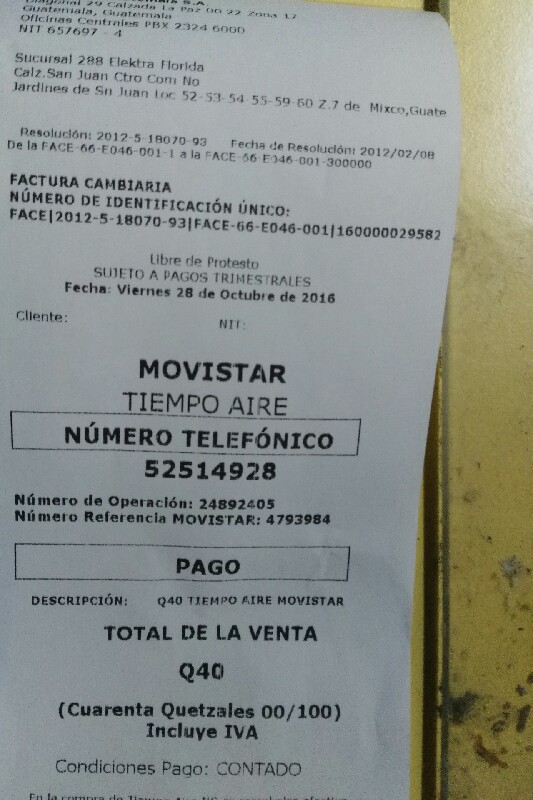 S.A.
Diagonal 29 Calzada La Paz 00 22 Zona 17
Guatemala, Guatemala
Oficinas Centrales PBX 2324 6000
NIT 657697 - 4
Sucursal 288 Elektra Florida
Calz.San Juan Ctro Com No
Jardines de Sn Juan Loc 52-53-54-55-59-60 Z.7 de Mixco,Guate
Resolución: 2012-5-18070-93 Fecha de Resolución: 2012/02/08
De la FACE-66-E046-001-1 a la FACE-66-E046-001-300000
FACTURA CAMBIARIA
NÚMERO DE IDENTIFICACIÓN ÚNICO:
FACE|2012-5-18070-93|FACE-66-E046-001|160000029582
Libre de Protesto
SUJETO A PAGOS TRIMESTRALES
Fecha: Viernes 28 de Octubre de 2016
Cliente: NIT:
MOVISTAR
TIEMPO AIRE
NÚMERO TELEFÓNICO
52514928
Número de Operación: 24892405
Número Referencia MOVISTAR: 4793984
PAGO
DESCRIPCIÓN: Q40 TIEMPO AIRE MOVISTAR
TOTAL DE LA VENTA
Q40
(Cuarenta Quetzales 00/100)
Incluye IVA
Condiciones Pago: CONTADO
En la compra de Tiempo Aire